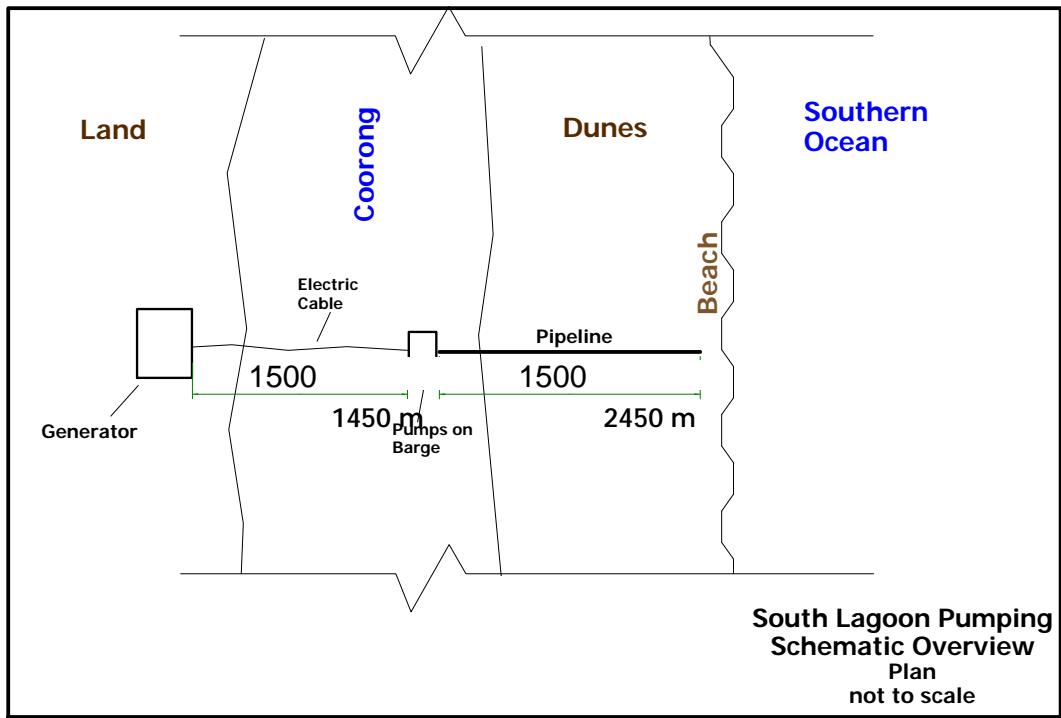 Land
Coorong
Dunes
Southern
Ocean
Beach
Electric
Cable
Pipeline
1500
1500
1450 m
2450 m
Generator
Pumps on
Barge
South Lagoon Pumping
Schematic Overview
Plan
not to scale